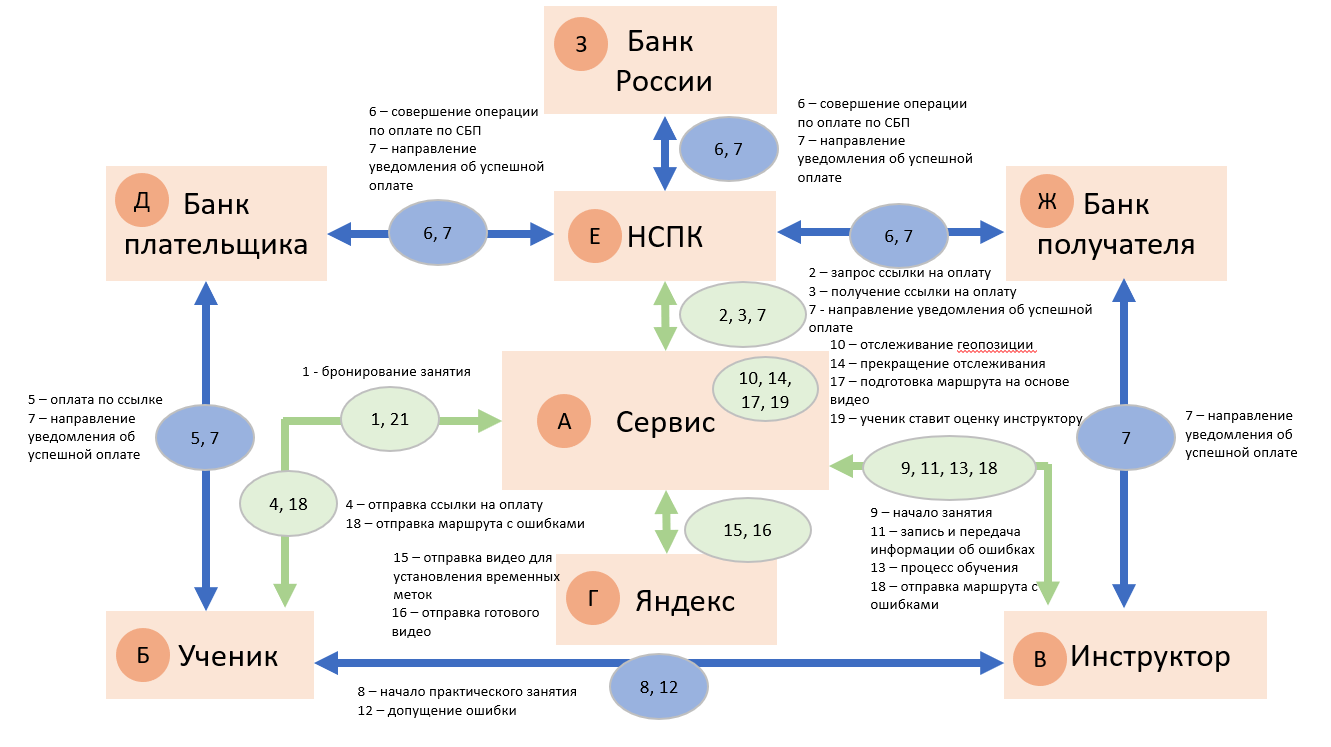 З
Банк
России
6 – совершение операции
по оплате по СБП
7 – направление
уведомления об успешной
оплате
6, 7
6 – совершение операции
по оплате по СБП
7 – направление
уведомления об успешной
оплате
Д
Банк
плательщика
6, 7
Е
НСПК
6, 7
Ж
Банк
получателя
2, 3, 7
2 – запрос ссылки на оплату
3 – получение ссылки на оплату
7 - направление уведомления об успешной
оплате
1 - бронирование занятия
1, 21
А
Сервис
10, 14,
17, 19
10 – отслеживание геопозиции
14 – прекращение отслеживания
17 – подготовка маршрута на основе
видео
19 – ученик ставит оценку инструктору
5 – оплата по ссылке
7 – направление
уведомления об
успешной оплате
5, 7
7
7 – направление
уведомления об
успешной оплате
4, 18
4 – отправка ссылки на оплату
18 – отправка маршрута с ошибками
9, 11, 13, 18
9 – начало занятия
11 – запись и передача
информации об ошибках
13 – процесс обучения
18 – отправка маршрута с
ошибками
15, 16
15 – отправка видео для
установления временных
меток
16 – отправка готового
видео
Г
Яндекс
Б
Ученик
В
Инструктор
8, 12
8 – начало практического занятия
12 – допущение ошибки